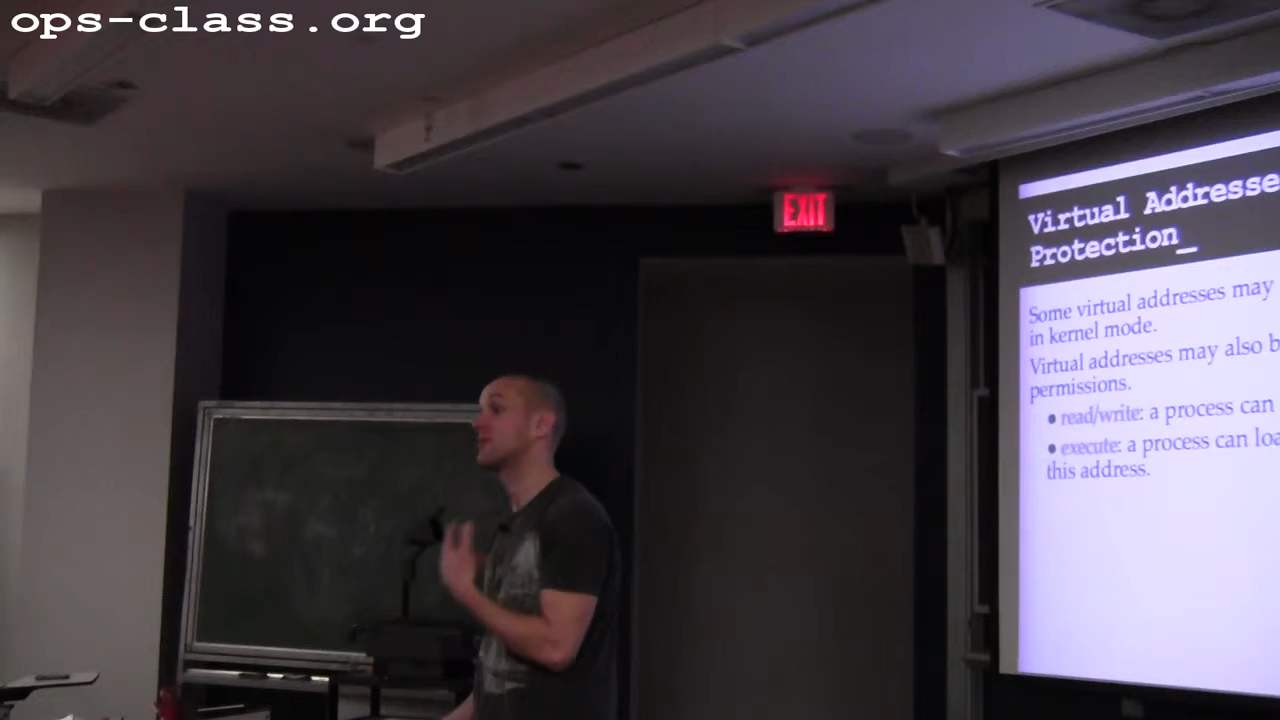 ops-class.org
EXIT
Virtual Addresse
Protection_
Some virtual addresses may
in kernel mode.
Virtual addresses may also b
permissions.
• read/write: a process can
• execute: a process can loa
this address.